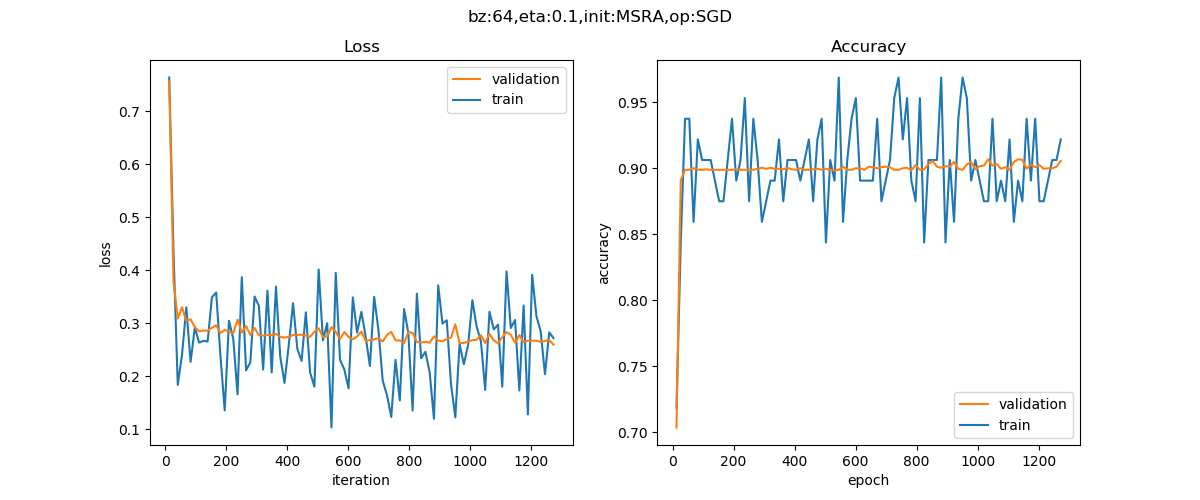 bz:64,eta:0.1,init:MSRA,op:SGD
Loss
validation
train
0.7
0.6
0.5
0.4
0.3
0.2
0.1
loss
0 200 400 600 800 1000 1200
iteration
Accuracy
0.95
0.90
0.85
0.80
0.75
0.70
accuracy
validation
train
0 200 400 600 800 1000 1200
epoch